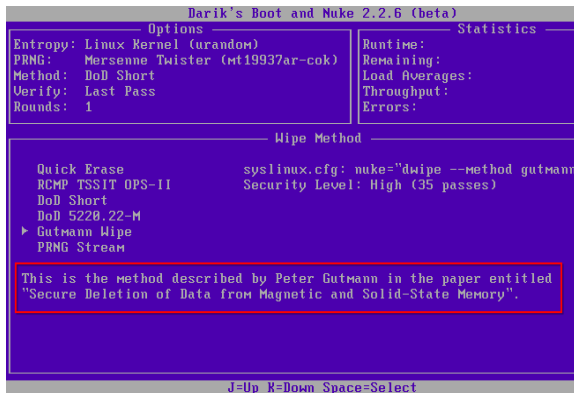 Darik's Boot and Nuke 2.2.6 (beta)
Options
Entropy: Linux Kernel (urandom)
PRNG: Mersenne Twister (mt19937ar-cok)
Method: DoD Short
Verify: Last Pass
Rounds: 1
Statistics
Runtime:
Remaining:
Load Averages:
Throughput:
Errors:
Wipe Method
Quick Erase
RCMP TSSIT OPS-II
DoD Short
DoD 5220.22-M
Gutmann Wipe
PRNG Stream
syslinux.cfg: nuke="dwipe --method gutmann
Security Level: High (35 passes)
This is the method described by Peter Gutmann in the paper entitled
"Secure Deletion of Data from Magnetic and Solid-State Memory".
J=Up K=Down Space=Select